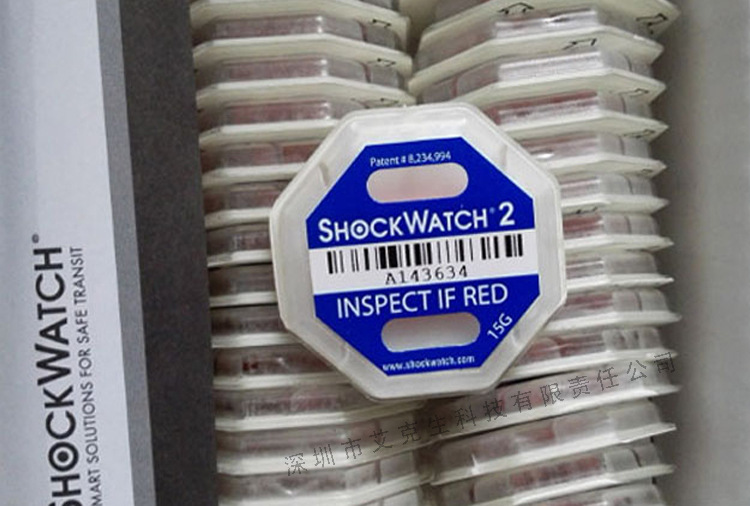 Patent # 8,234,994
SHOCKWATCH® 2
A143634
INSPECT IF RED
15G
www.shockwatch.com
SHOCKWATCH®
MART SOLUTIONS FOR SAFE TRANSIT
深圳市艾克生科技有限责任公司